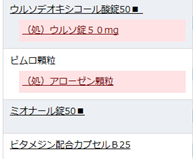 ウルソデオキシコール酸錠50■
（処）ウルソ錠５０mg
ピムロ顆粒
（処）アローゼン顆粒
ミオナール錠50■
ビタメジン配合カプセルＢ25